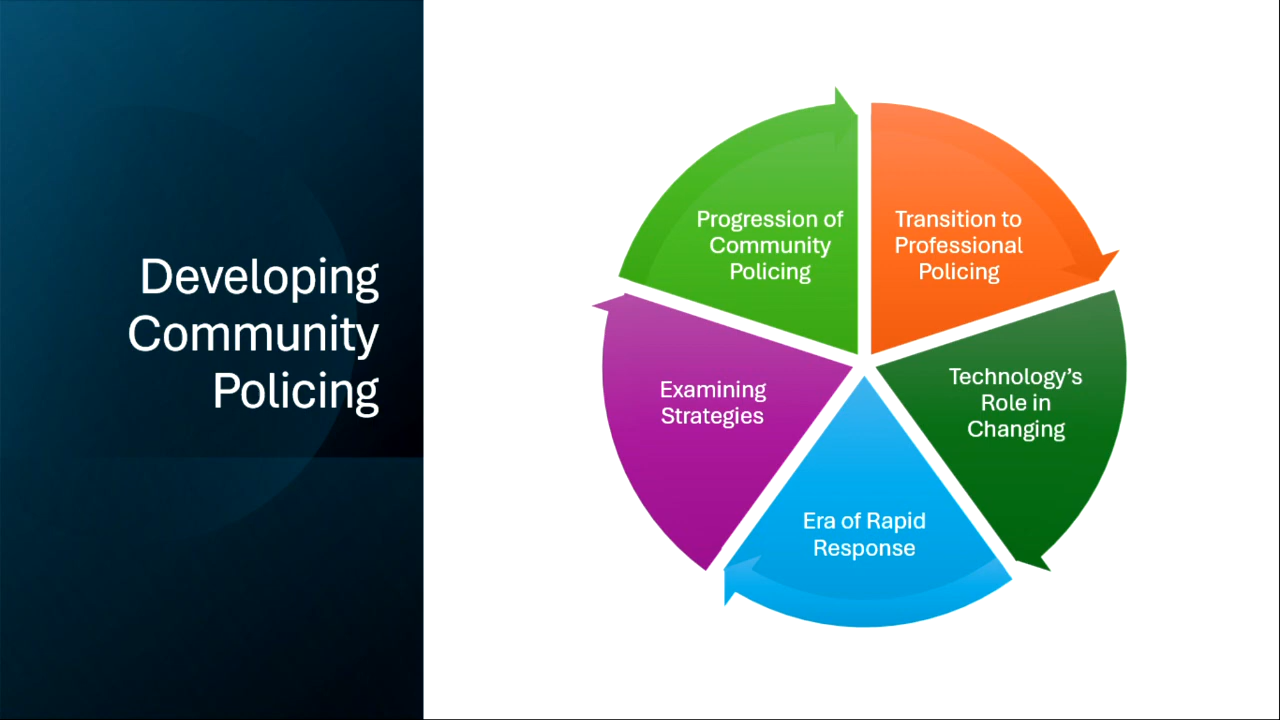 Developing
Community
Policing
Progression of
Community
Policing
Transition to
Professional
Policing
Technology’s
Role in
Changing
Era of Rapid
Response
Examining
Strategies